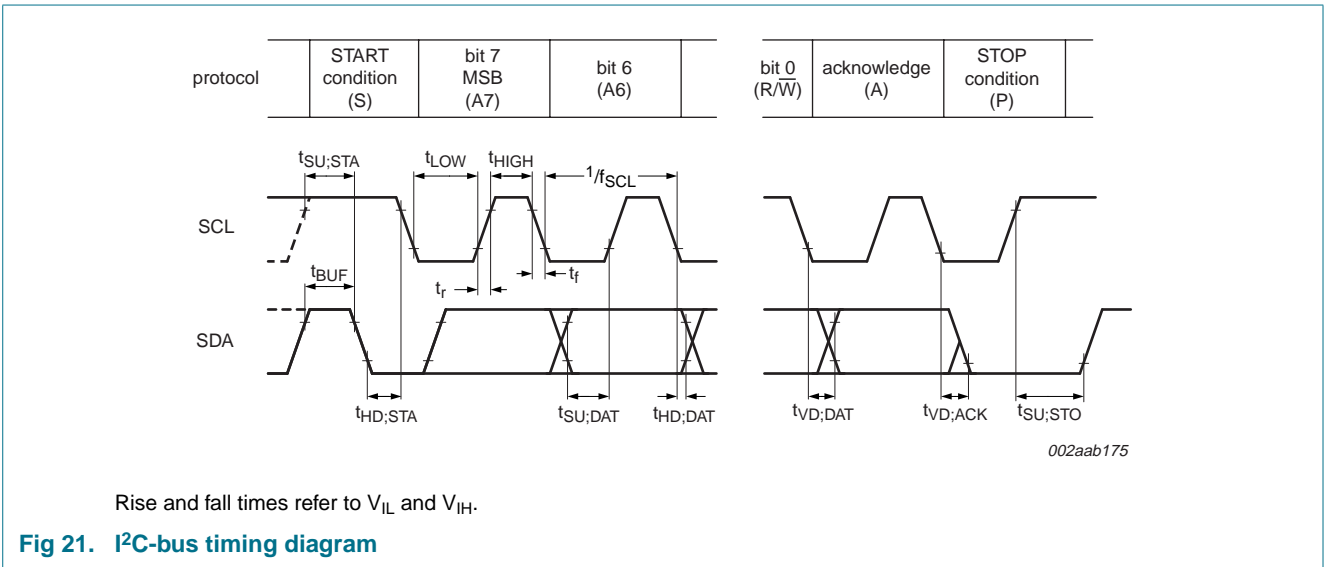 protocol
START
condition
(S)
bit 7
MSB
(A7)
bit 6
(A6)
bit 0
(R/W̅)
acknowledge
(A)
STOP
condition
(P)
tSU;STA
tLOW
tHIGH
1/fSCL
SCL
tBUF
tr
tf
SDA
tHD;STA
tSU;DAT
tHD;DAT
tVD;DAT
tVD;ACK
tSU;STO
002aab175
Rise and fall times refer to VIL and VIH.
Fig 21. I²C-bus timing diagram